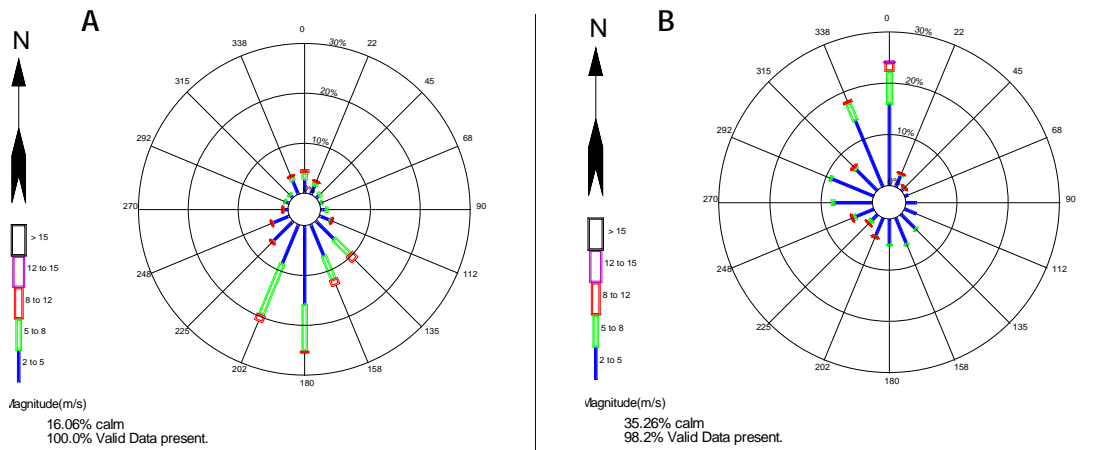 A
N
0
22
45
68
90
112
135
158
180
202
225
248
270
292
315
338
30%
20%
10%
> 15
12 to 15
8 to 12
5 to 8
2 to 5
Magnitude(m/s)
16.06% calm
100.0% Valid Data present.
B
N
0
22
45
68
90
112
135
158
180
202
225
248
270
292
315
338
30%
20%
10%
> 15
12 to 15
8 to 12
5 to 8
2 to 5
Magnitude(m/s)
35.26% calm
98.2% Valid Data present.